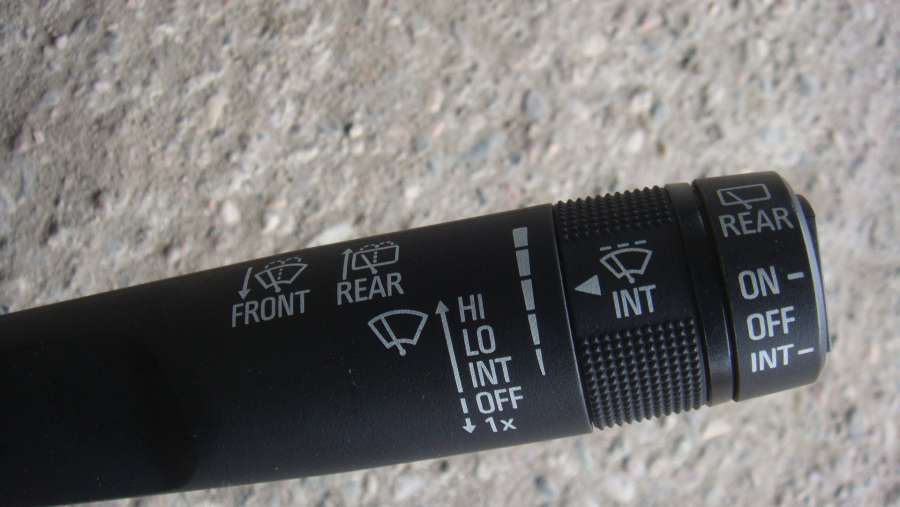 FRONT
REAR
HI
LO
INT
OFF
1x
INT
REAR
ON
OFF
INT